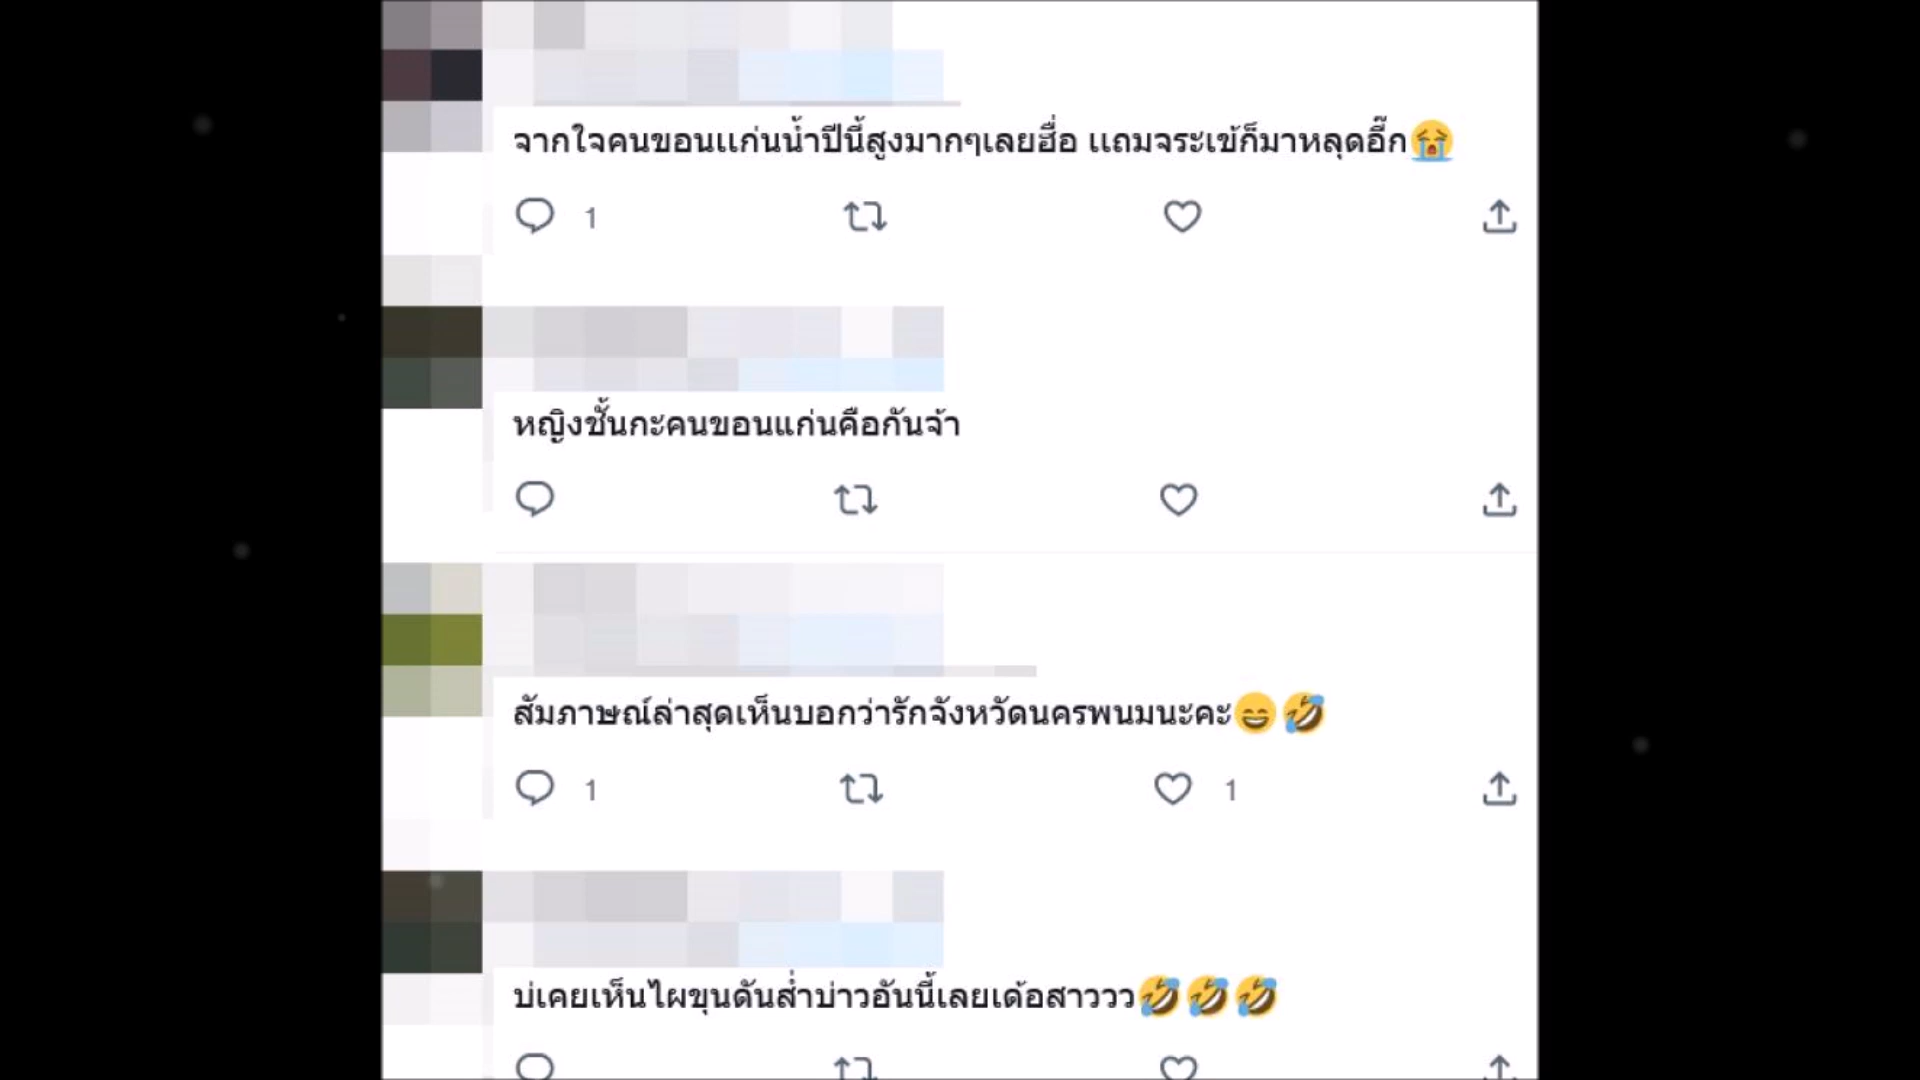 จากใจคนขอนแก่นน้ำปีนี้สูงมากๆเลยฮื่อ แถมจระเข้ก็มาหลุดอี๊ก😭
1
หญิงชั้นกะคนขอนแก่นคือกันจ้า
สัมภาษณ์ล่าสุดเห็นบอกว่ารักจังหวัดนครพนมนะคะ😄🤣
1 1
บ่เคยเห็นไผขุนดันส่ำบ่าวอันนี้เลยเด้อสาววว🤣🤣🤣